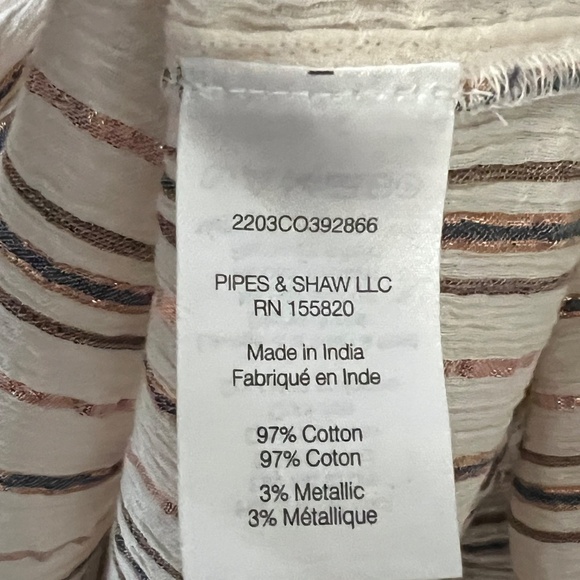 2203CO392866
PIPES & SHAW LLC
RN 155820
Made in India
Fabriqué en Inde
97% Cotton
97% Coton
3% Metallic
3% Métallique